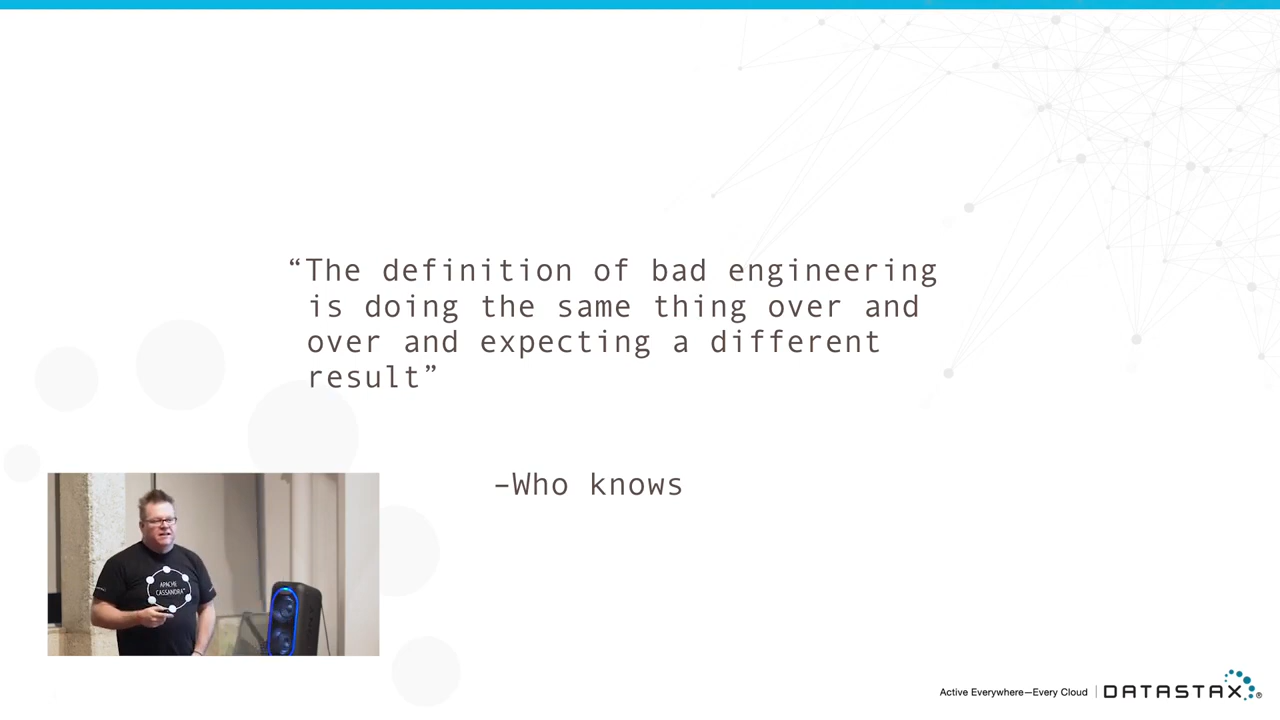 “The definition of bad engineering
is doing the same thing over and
over and expecting a different
result”
–Who knows
APACHE
CASSANDRA™
Active Everywhere—Every Cloud | DATASTAX®